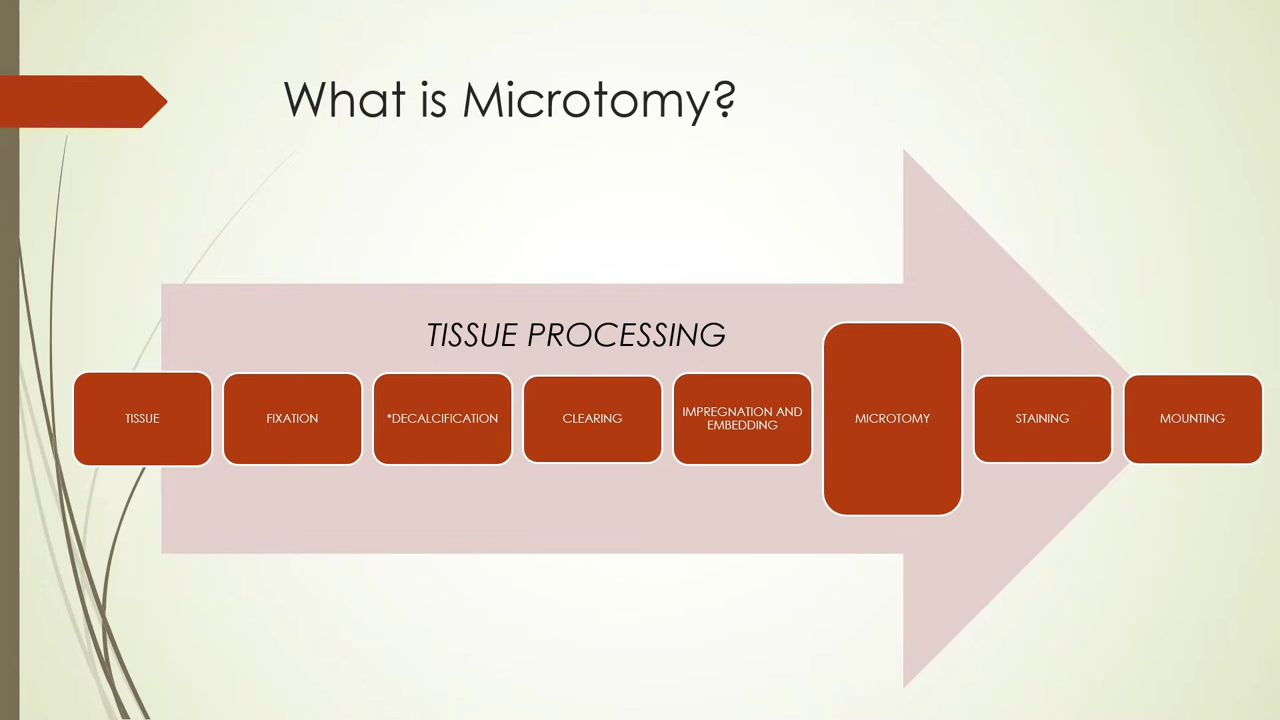 What is Microtomy?
TISSUE PROCESSING
TISSUE
FIXATION
*DECALCIFICATION
CLEARING
IMPREGNATION AND
EMBEDDING
MICROTOMY
STAINING
MOUNTING